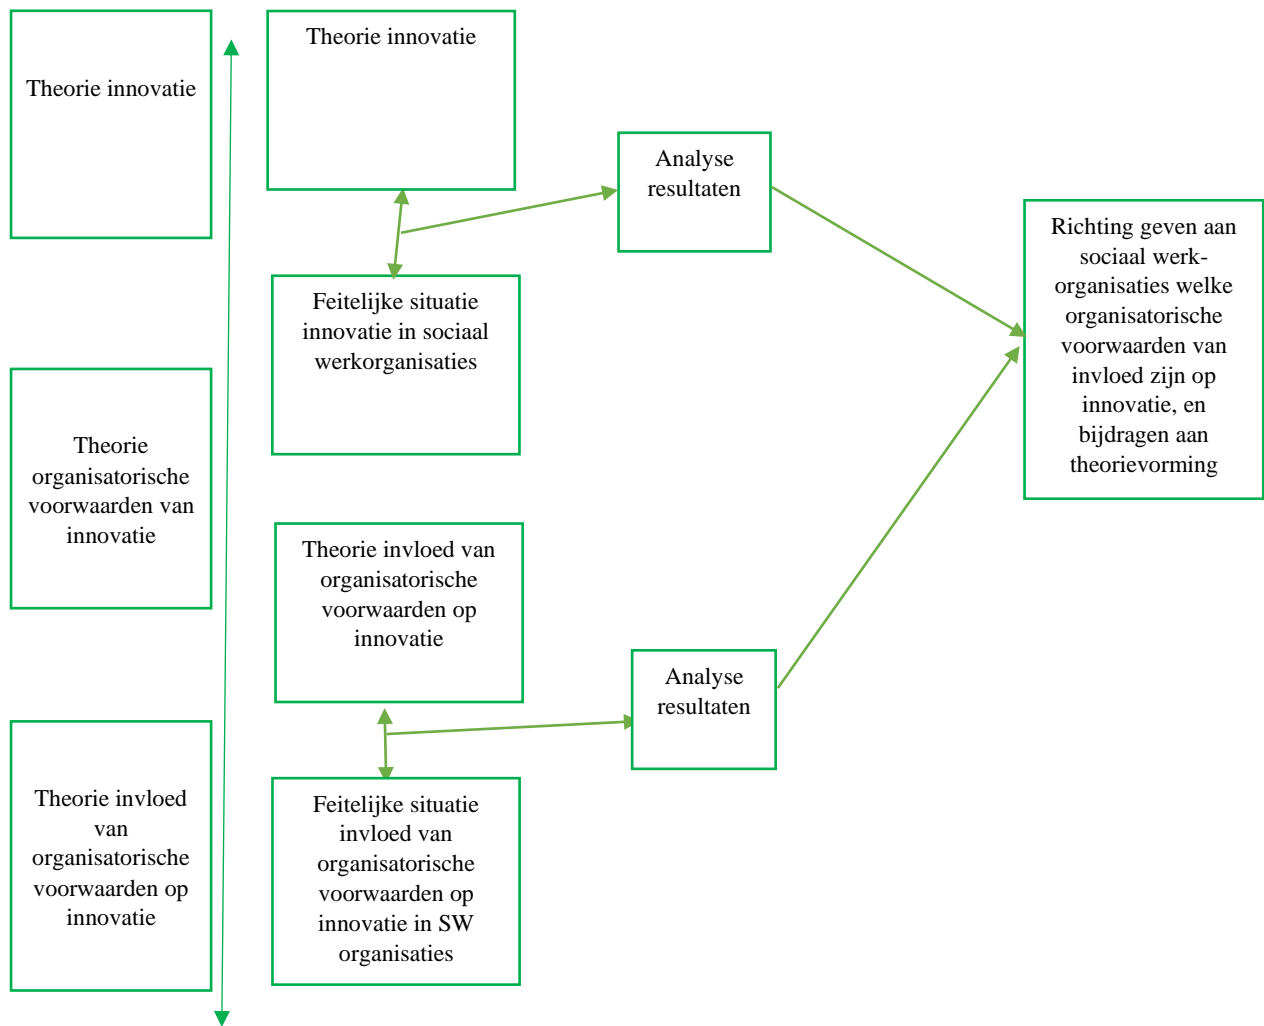 Theorie innovatie
Theorie
organisatorische
voorwaarden van
innovatie
Theorie invloed
van
organisatorische
voorwaarden op
innovatie
Theorie innovatie
Feitelijke situatie
innovatie in sociaal
werkorganisaties
Theorie invloed van
organisatorische
voorwaarden op
innovatie
Feitelijke situatie
invloed van
organisatorische
voorwaarden op
innovatie in SW
organisaties
Analyse
resultaten
Analyse
resultaten
Richting geven aan
sociaal werk-
organisaties welke
organisatorische
voorwaarden van
invloed zijn op
innovatie, en
bijdragen aan
theorievorming